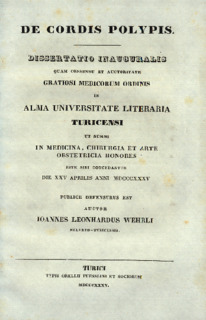 DE CORDIS POLYPIS.
DISSERTATIO INAUGURALIS
QUAM CONSENSU ET AUCTORITATE
GRATIOSI MEDICORUM ORDINIS
IN
ALMA UNIVERSITATE LITERARIA
TURICENSI
UT SUMMI
IN MEDICINA, CHIRURGIA ET ARTE
OBSTETRICIA HONORES
RITE SIBI CONCEDANTUR
DIE XXV APRILIS ANNI MDCCCXXXV
PUBLICE DEFENSURUS EST
AUCTOR
IOANNES LEONHARDUS WEHRLI
TURICI
TYPIS ORELLII FUESSLINI ET SOCIORUM
MDCCCXXXV.